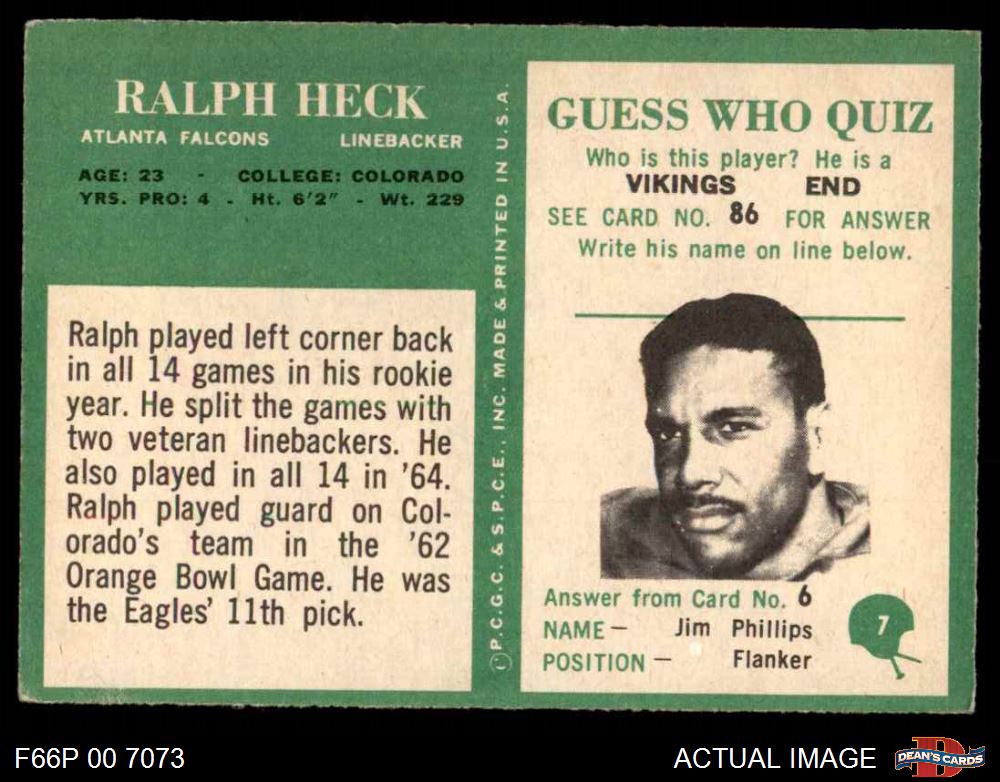 RALPH HECK
ATLANTA FALCONS LINEBACKER
AGE: 23 - COLLEGE: COLORADO
YRS. PRO: 4 - Ht. 6'2" - Wt. 229
Ralph played left corner back
in all 14 games in his rookie
year. He split the games with
two veteran linebackers. He
also played in all 14 in '64.
Ralph played guard on Col-
orado's team in the '62
Orange Bowl Game. He was
the Eagles' 11th pick.
©P.C.G.C. & S.P.C.E., INC. MADE & PRINTED IN U.S.A.
GUESS WHO QUIZ
Who is this player? He is a
VIKINGS END
SEE CARD NO. 86 FOR ANSWER
Write his name on line below.
Answer from Card No. 6
NAME — Jim Phillips
POSITION — Flanker
7
F66P 00 7073
ACTUAL IMAGE
D
DEAN'S CARDS